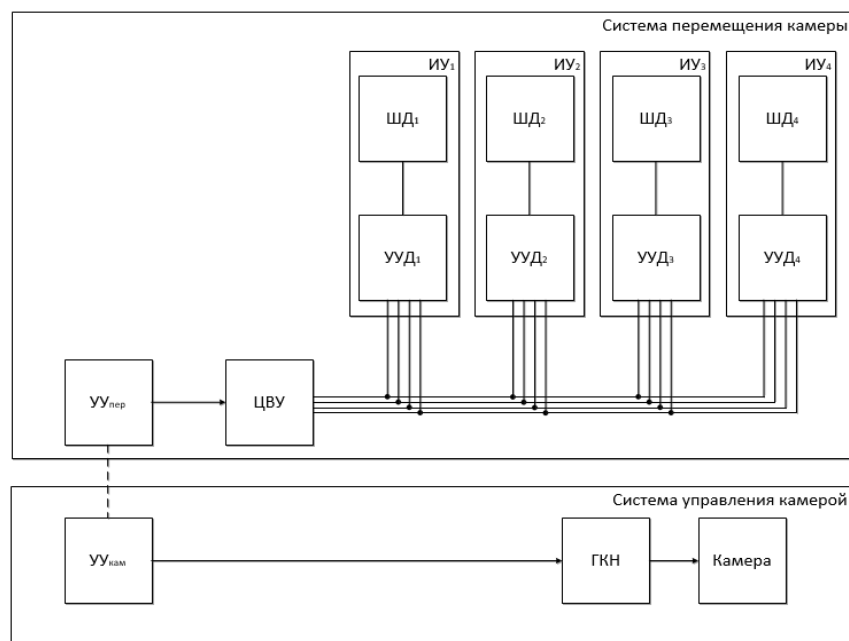 Система перемещения камеры
ИУ₁ ИУ₂ ИУ₃ ИУ₄
ШД₁ ШД₂ ШД₃ ШД₄
УУД₁ УУД₂ УУД₃ УУД₄
УУпер ЦВУ
Система управления камерой
УУкам ГКН Камера